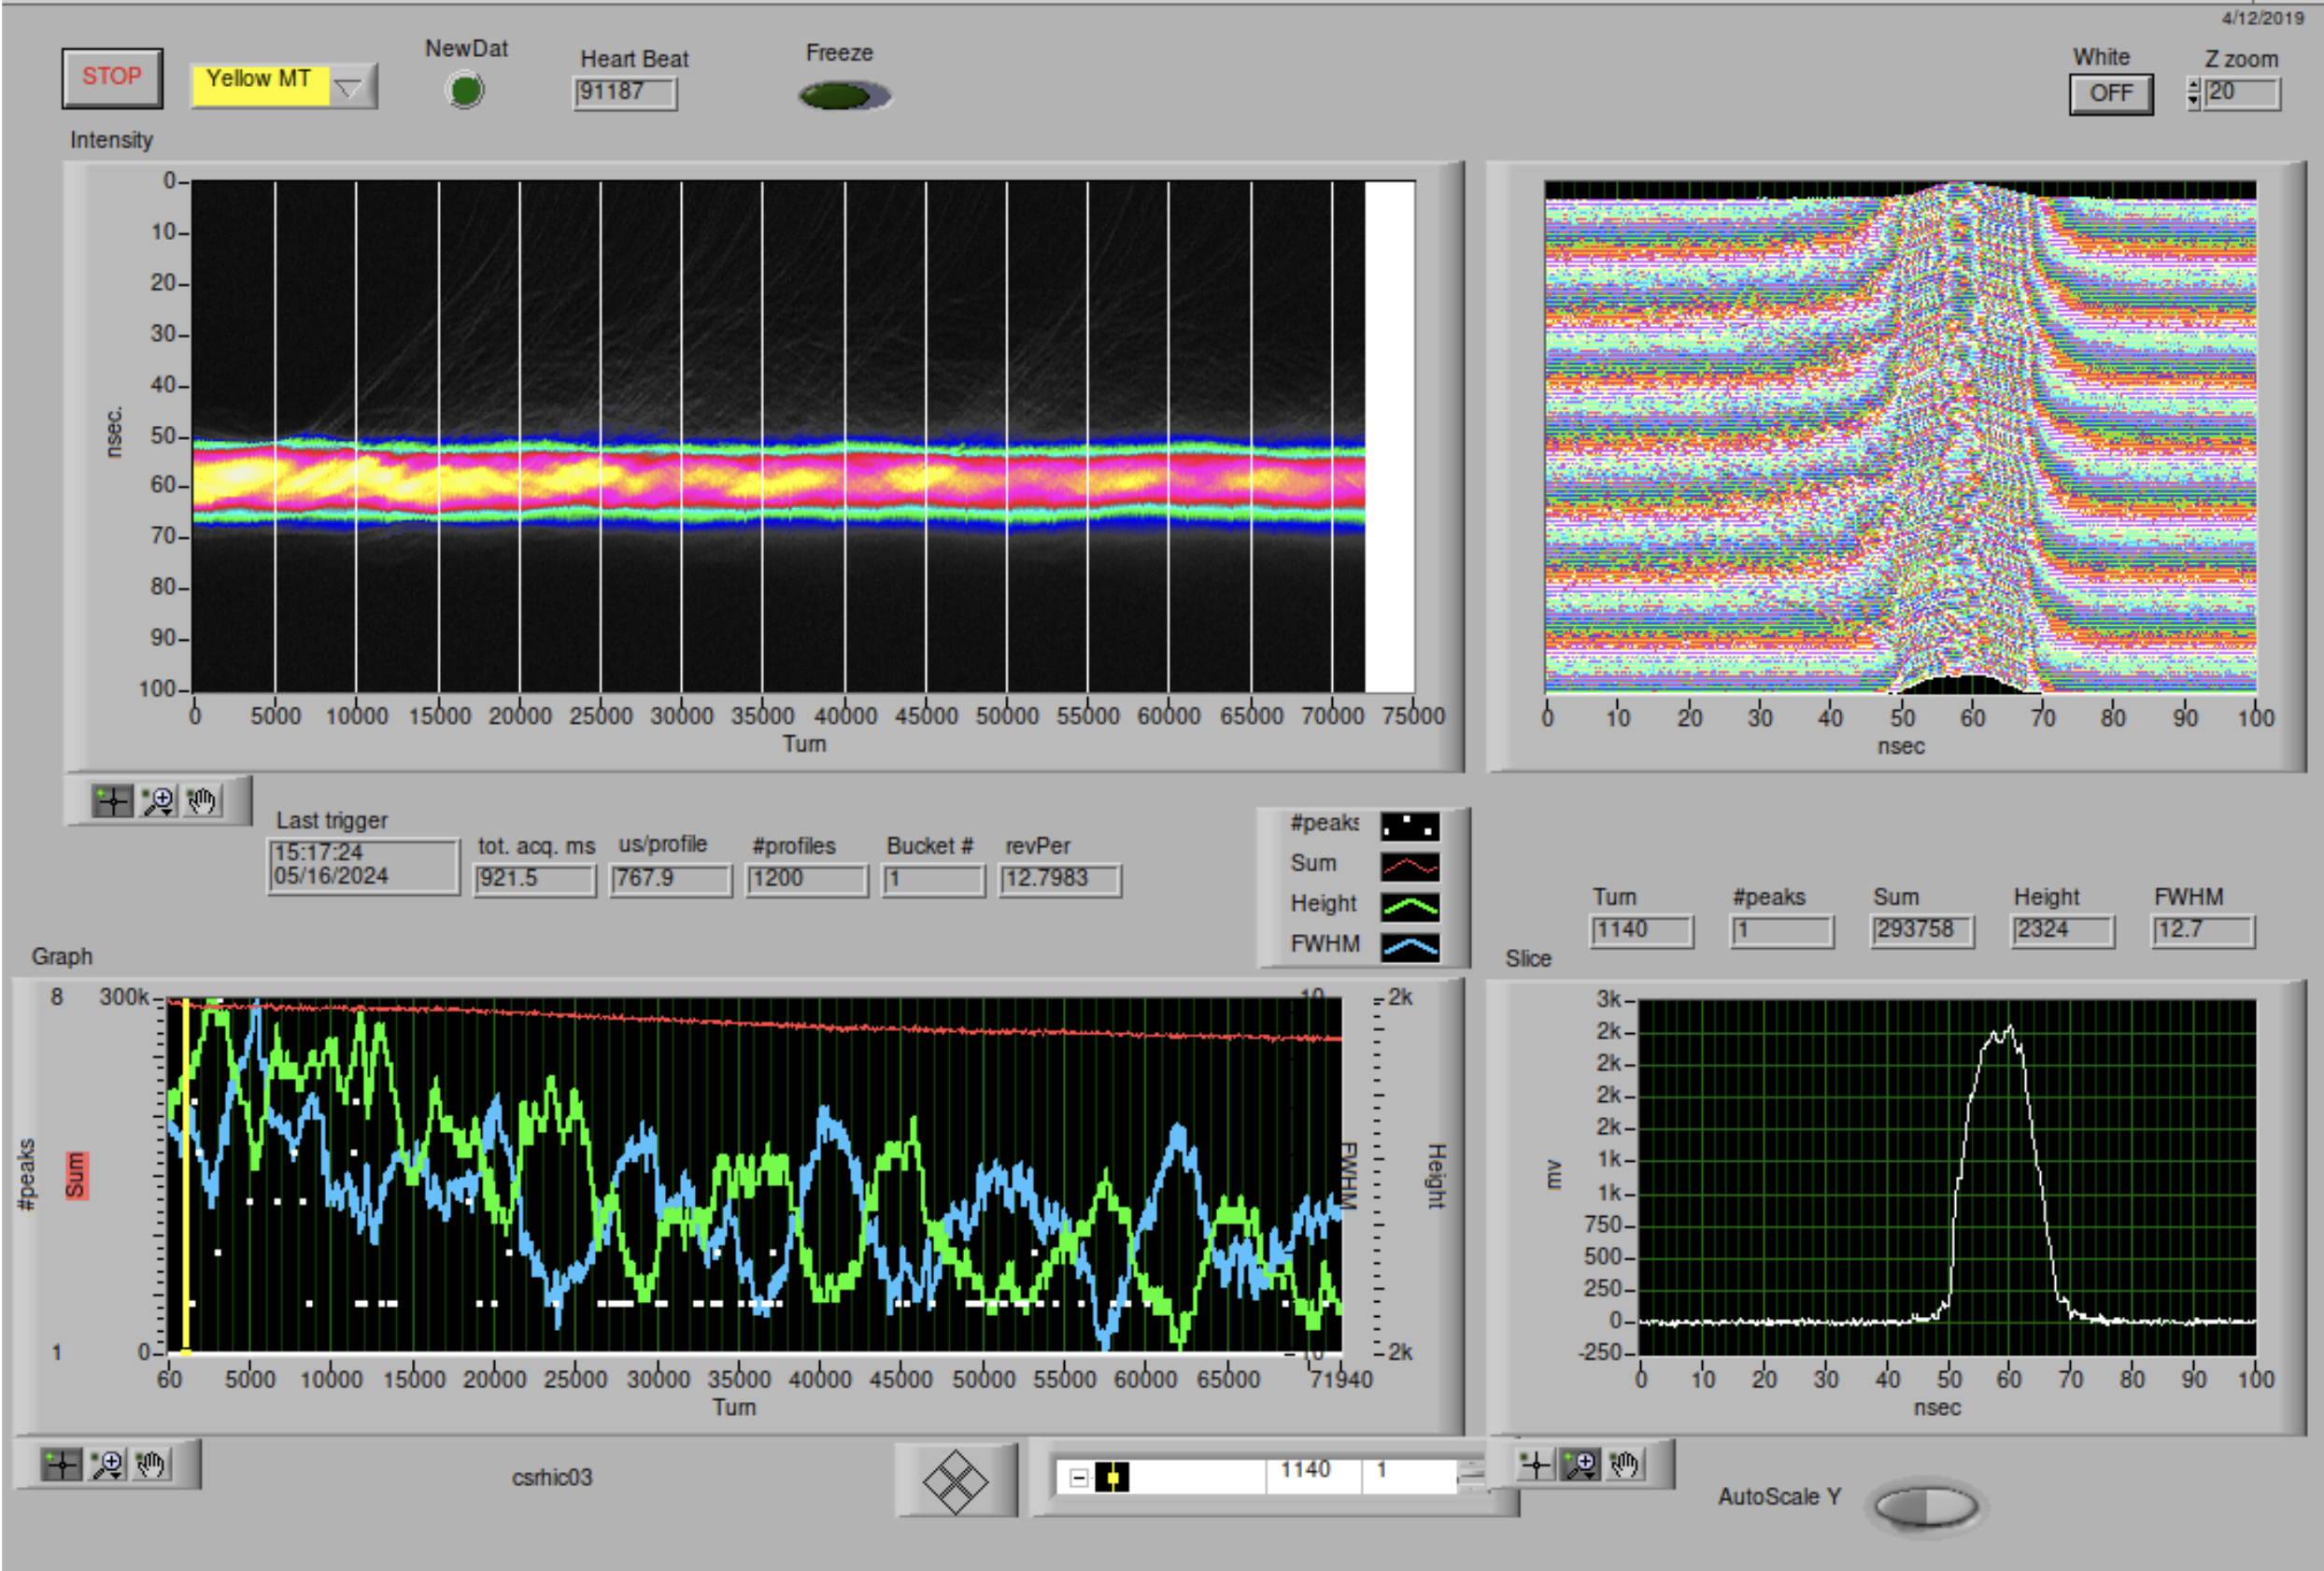 4/12/2019
STOP
Yellow MT
NewDat
Heart Beat
91187
Freeze
White
OFF
Z zoom
20
Intensity
nsec.
0
10
20
30
40
50
60
70
80
90
100
0 5000 10000 15000 20000 25000 30000 35000 40000 45000 50000 55000 60000 65000 70000 75000
Turn
0 10 20 30 40 50 60 70 80 90 100
nsec
Last trigger
15:17:24
05/16/2024
tot. acq. ms
921.5
us/profile
767.9
#profiles
1200
Bucket #
1
revPer
12.7983
#peaks
Sum
Height
FWHM
Turn
1140
#peaks
1
Sum
293758
Height
2324
FWHM
12.7
Graph
#peaks
8
1
Sum
300k
0
10
10
FWHM
2k
2k
Height
60 5000 10000 15000 20000 25000 30000 35000 40000 45000 50000 55000 60000 65000 71940
Turn
Slice
mv
3k
2k
2k
2k
2k
2k
1k
1k
750
500
250
0
-250
0 10 20 30 40 50 60 70 80 90 100
nsec
csrhic03
1140 1
AutoScale Y